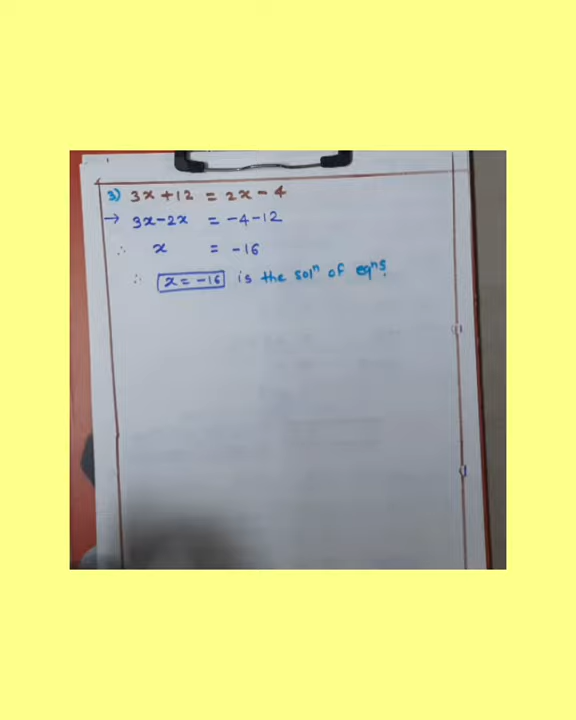 3) 3x + 12 = 2x - 4
→ 3x - 2x = -4 - 12
∴ x = -16
∴ x = -16 is the solⁿ of eqⁿs.